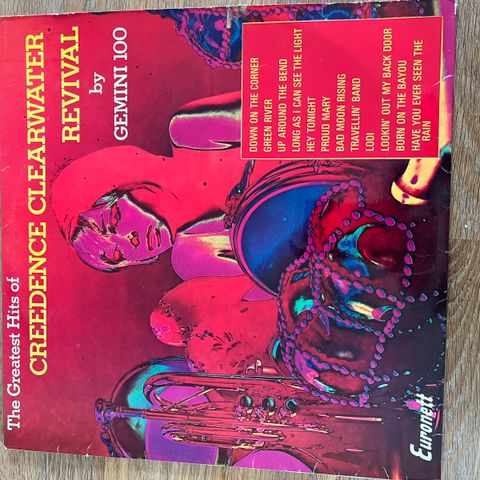 The Greatest Hits of
CREEDENCE CLEARWATER
REVIVAL
by
GEMINI 100
DOWN ON THE CORNER
GREEN RIVER
UP AROUND THE BEND
LONG AS I CAN SEE THE LIGHT
HEY TONIGHT
PROUD MARY
BAD MOON RISING
TRAVELLIN' BAND
LODI
LOOKIN' OUT MY BACK DOOR
BORN ON THE BAYOU
HAVE YOU EVER SEEN THE
RAIN
Euronett